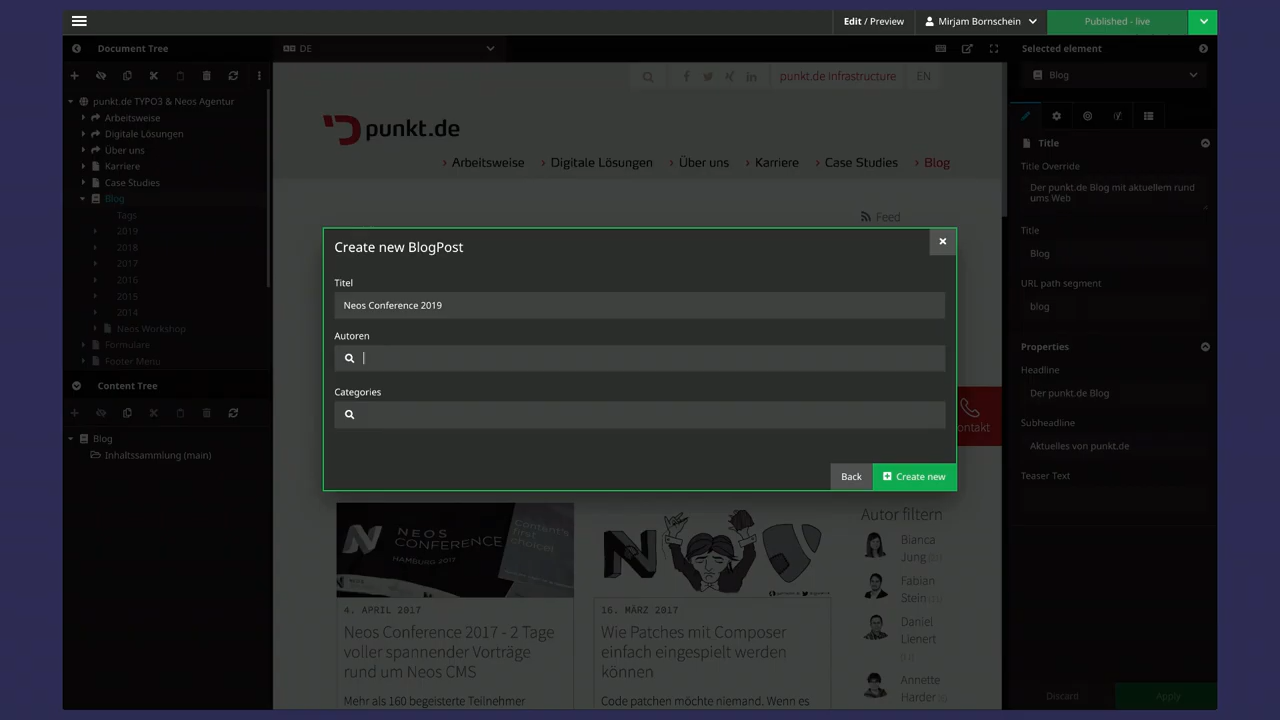 Edit / Preview
Mirjam Bornschein
Published - live
Document Tree
punkt.de TYPO3 & Neos Agentur
Arbeitsweise
Digitale Lösungen
Über uns
Karriere
Case Studies
Blog
Tags
2019
2018
2017
2016
2015
2014
Neos Workshop
Formulare
Footer Menu
Content Tree
Blog
Inhaltssammlung (main)
DE
punkt.de Infrastructure
EN
punkt.de
Arbeitsweise
Digitale Lösungen
Über uns
Karriere
Case Studies
Blog
Feed
Create new BlogPost
Titel
Neos Conference 2019
Autoren
Categories
Back
Create new
ontakt
NEOS
CONFERENCE
HAMBURG 2017
Content's
first
choice!
4. APRIL 2017
Neos Conference 2017 - 2 Tage
voller spannender Vorträge
rund um Neos CMS
Mehr als 160 begeisterte Teilnehmer
16. MÄRZ 2017
Wie Patches mit Composer
einfach eingespielt werden
können
Code patchen möchte niemand. Wenn es
Autor filtern
Bianca
Jung
Fabian
Stein
Daniel
Lienert
Annette
Harder
Selected element
Blog
Title
Title Override
Der punkt.de Blog mit aktuellem rund
ums Web
Title
Blog
URL path segment
blog
Properties
Headline
Der punkt.de Blog
Subheadline
Aktuelles von punkt.de
Teaser Text
Discard
Apply